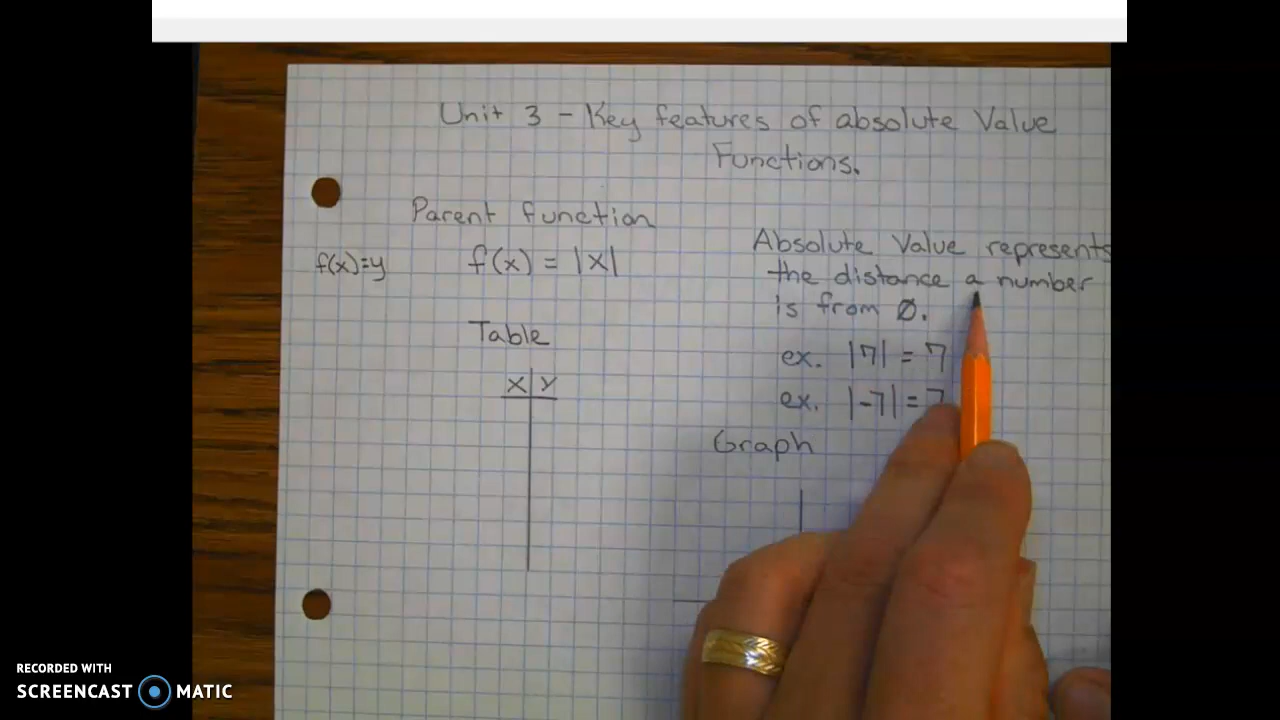 Unit 3 - Key features of absolute Value
Functions.
Parent function
f(x)=y
f(x) = |x|
Absolute Value represents
the distance a number
is from Ø.
ex. |7| = 7
ex. |-7| = 7
Table
x y
Graph
RECORDED WITH
SCREENCAST MATIC